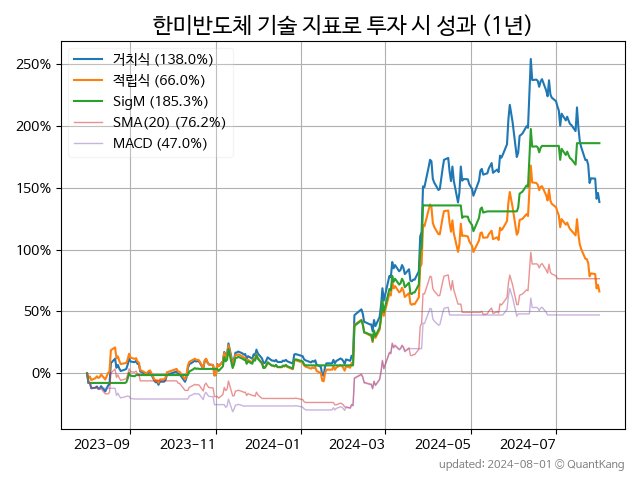 한미반도체 기술 지표로 투자 시 성과 (1년)
거치식 (138.0%)
적립식 (66.0%)
SigM (185.3%)
SMA(20) (76.2%)
MACD (47.0%)
250%
200%
150%
100%
50%
0%
2023-09 2023-11 2024-01 2024-03 2024-05 2024-07
updated: 2024-08-01 © QuantKang